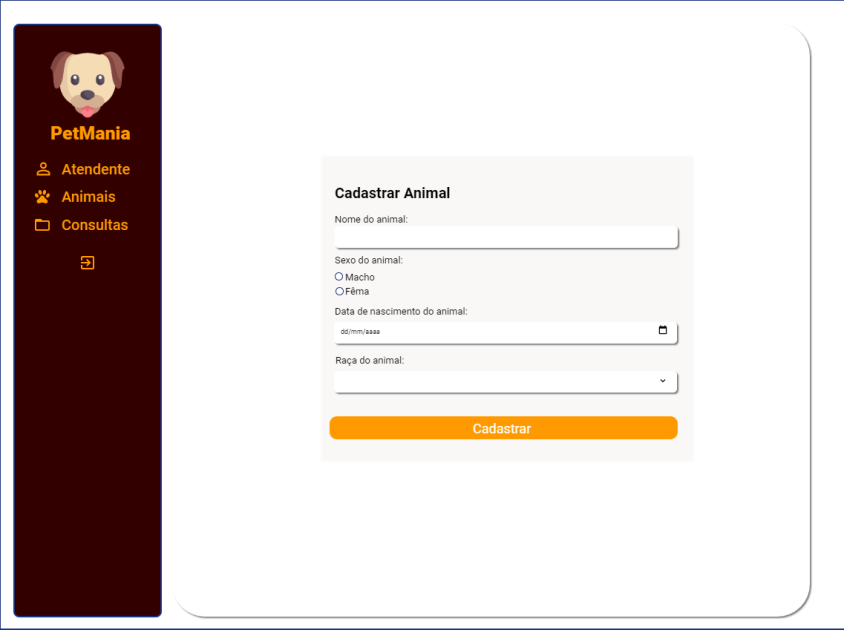 PetMania
Atendente
Animais
Consultas
Cadastrar Animal
Nome do animal:
Sexo do animal:
Macho
Fêma
Data de nascimento do animal:
dd/mm/aaaa
Raça do animal:
Cadastrar